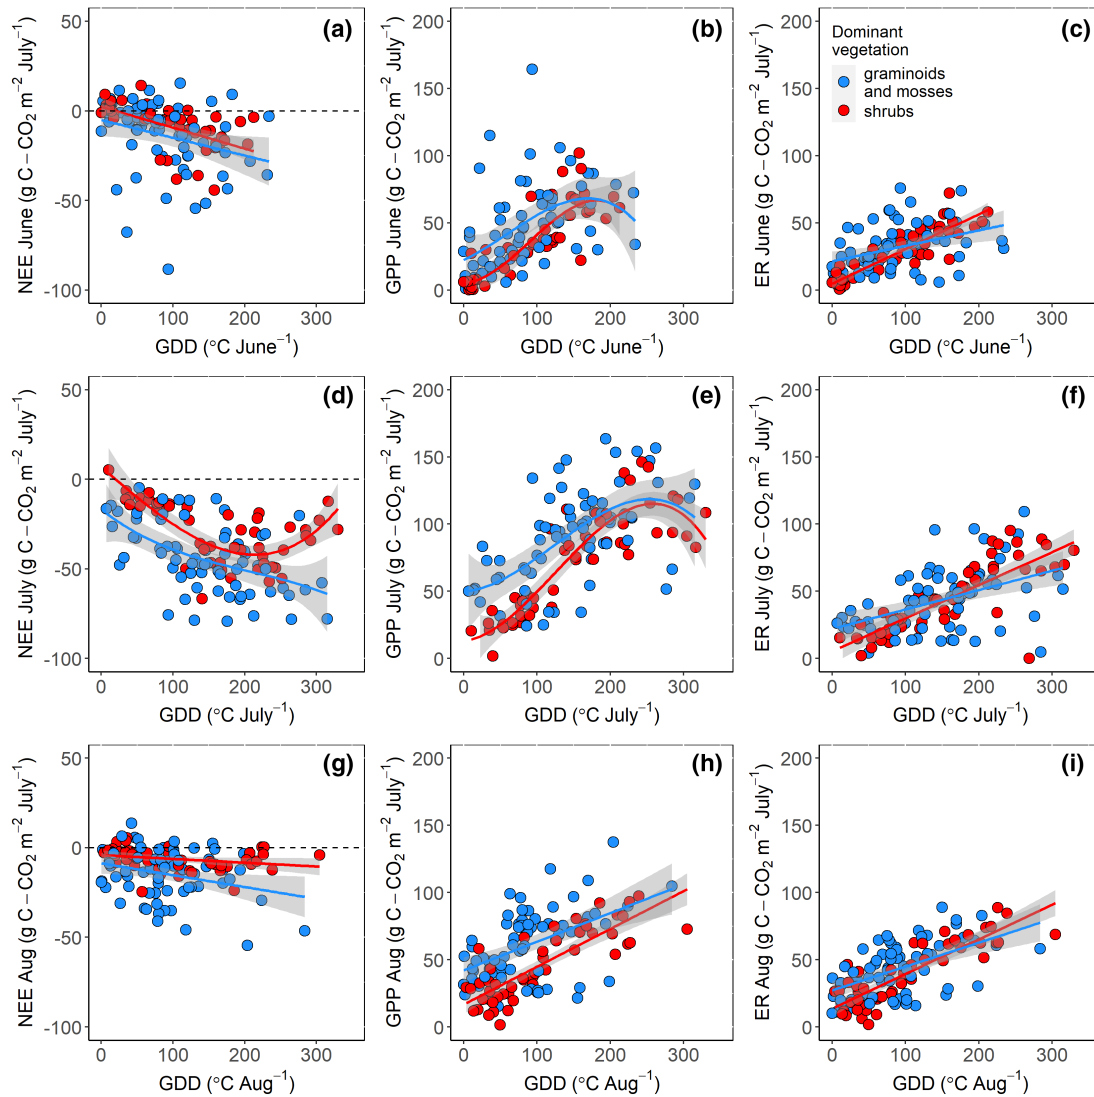 (a)
50
0
-50
-100
NEE June (g C − CO₂ m⁻² July⁻¹)
0 100 200 300
GDD (°C June⁻¹)
(b)
200
150
100
50
0
GPP June (g C − CO₂ m⁻² July⁻¹)
0 100 200 300
GDD (°C June⁻¹)
(c)
Dominant
vegetation
graminoids
and mosses
shrubs
200
150
100
50
0
ER June (g C − CO₂ m⁻² July⁻¹)
0 100 200 300
GDD (°C June⁻¹)
(d)
50
0
-50
-100
NEE July (g C − CO₂ m⁻² July⁻¹)
0 100 200 300
GDD (°C July⁻¹)
(e)
200
150
100
50
0
GPP July (g C − CO₂ m⁻² July⁻¹)
0 100 200 300
GDD (°C July⁻¹)
(f)
200
150
100
50
0
ER July (g C − CO₂ m⁻² July⁻¹)
0 100 200 300
GDD (°C July⁻¹)
(g)
50
0
-50
-100
NEE Aug (g C − CO₂ m⁻² July⁻¹)
0 100 200 300
GDD (°C Aug⁻¹)
(h)
200
150
100
50
0
GPP Aug (g C − CO₂ m⁻² July⁻¹)
0 100 200 300
GDD (°C Aug⁻¹)
(i)
200
150
100
50
0
ER Aug (g C − CO₂ m⁻² July⁻¹)
0 100 200 300
GDD (°C Aug⁻¹)